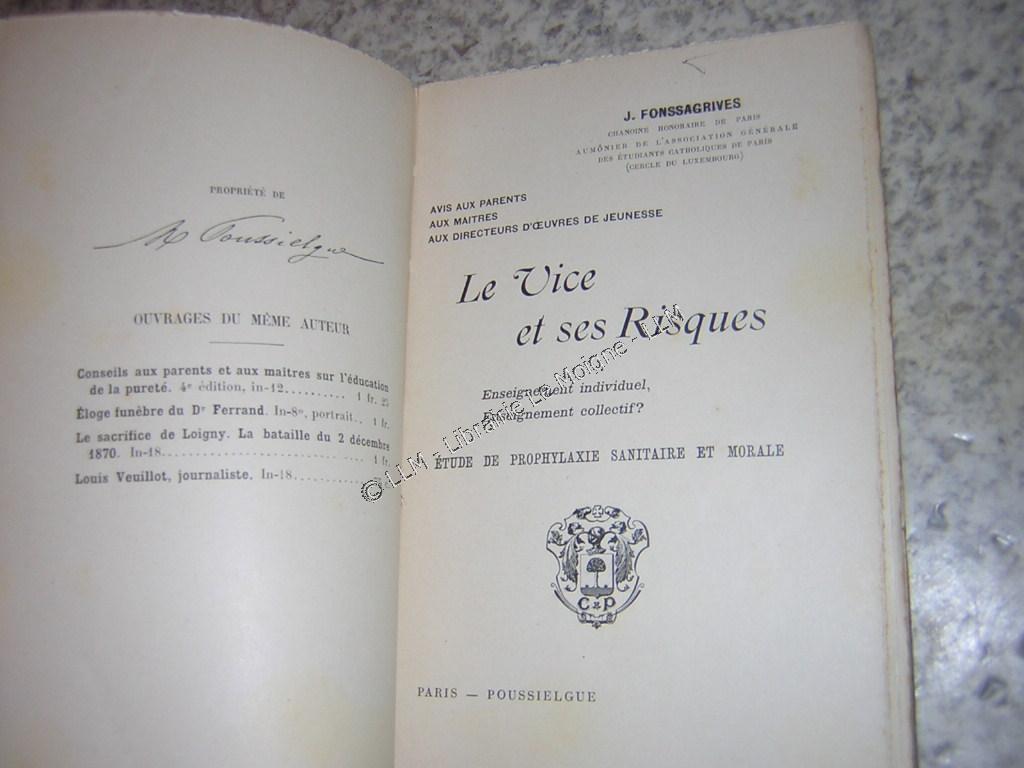 PROPRIÉTÉ DE
Poussielgue
OUVRAGES DU MÊME AUTEUR
Conseils aux parents et aux maîtres sur l'éducation
de la pureté. 4e édition, in-12.......... 1 fr. 25
Éloge funèbre du Dr Ferrand. In-8º, portrait.. 1 fr.
Le sacrifice de Loigny. La bataille du 2 décembre
1870. In-18.............................. 1 fr.
Louis Veuillot, journaliste. In-18............
J. FONSSAGRIVES
CHANOINE HONORAIRE DE PARIS
AUMÔNIER DE L'ASSOCIATION GÉNÉRALE
DES ÉTUDIANTS CATHOLIQUES DE PARIS
(CERCLE DU LUXEMBOURG)
AVIS AUX PARENTS
AUX MAITRES
AUX DIRECTEURS D'ŒUVRES DE JEUNESSE
Le Vice
et ses Risques
Enseignement individuel,
Enseignement collectif?
ÉTUDE DE PROPHYLAXIE SANITAIRE ET MORALE
C P
PARIS — POUSSIELGUE
© LLM - Librairie Le Moigne - LLM